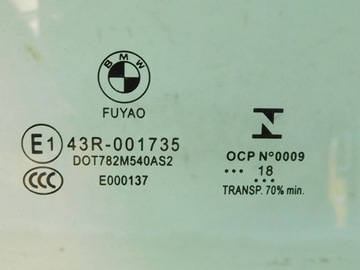 BMW
FUYAO
E1 43R-001735
DOT782M540AS2
CCC E000137
N
OCP Nº0009
••• 18 ••
TRANSP. 70% min.